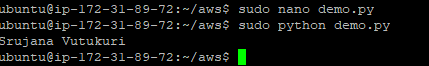 ubuntu@ip-172-31-89-72:~/aws$ sudo nano demo.py
ubuntu@ip-172-31-89-72:~/aws$ sudo python demo.py
Srujana Vutukuri
ubuntu@ip-172-31-89-72:~/aws$